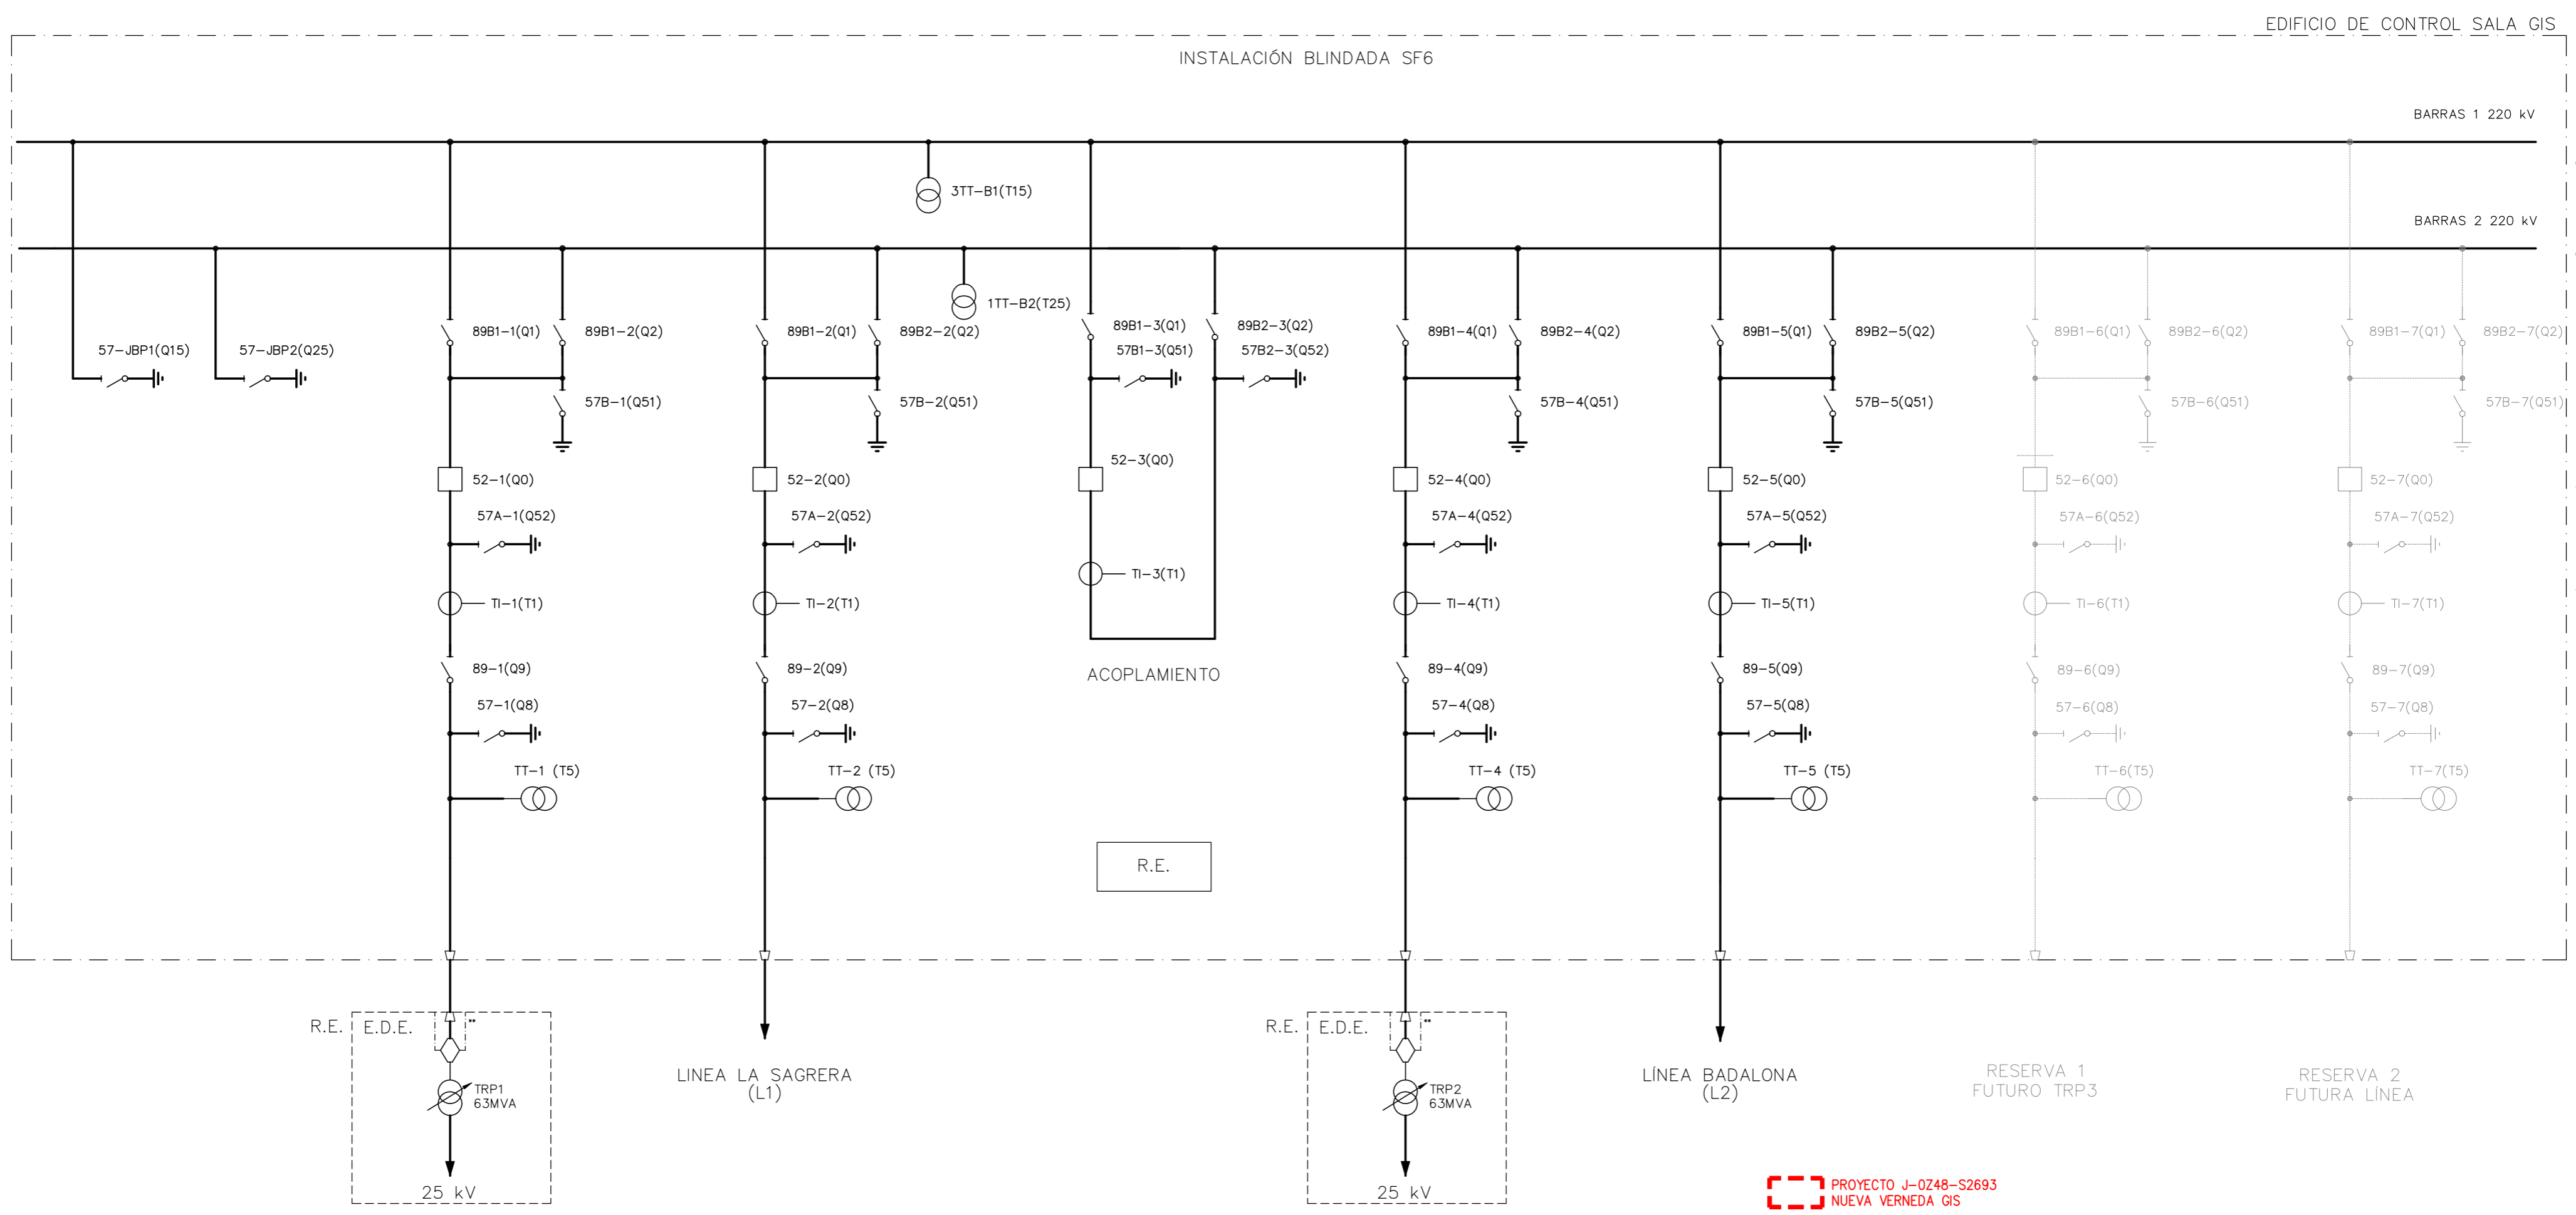 EDIFICIO DE CONTROL SALA GIS
INSTALACIÓN BLINDADA SF6
BARRAS 1 220 kV
3TT-B1(T15)
BARRAS 2 220 kV
1TT-B2(T25)
57-JBP1(Q15)
57-JBP2(Q25)
89B1-1(Q1)
89B1-2(Q2)
89B1-2(Q1)
89B2-2(Q2)
89B1-3(Q1)
89B2-3(Q2)
57B1-3(Q51)
57B2-3(Q52)
89B1-4(Q1)
89B2-4(Q2)
89B1-5(Q1)
89B2-5(Q2)
89B1-6(Q1)
89B2-6(Q2)
89B1-7(Q1)
89B2-7(Q2)
57B-1(Q51)
57B-2(Q51)
57B-4(Q51)
57B-5(Q51)
57B-6(Q51)
57B-7(Q51)
52-1(Q0)
52-2(Q0)
52-3(Q0)
52-4(Q0)
52-5(Q0)
52-6(Q0)
52-7(Q0)
57A-1(Q52)
57A-2(Q52)
57A-4(Q52)
57A-5(Q52)
57A-6(Q52)
57A-7(Q52)
TI-1(T1)
TI-2(T1)
TI-3(T1)
TI-4(T1)
TI-5(T1)
TI-6(T1)
TI-7(T1)
89-1(Q9)
89-2(Q9)
ACOPLAMIENTO
89-4(Q9)
89-5(Q9)
89-6(Q9)
89-7(Q9)
57-1(Q8)
57-2(Q8)
57-4(Q8)
57-5(Q8)
57-6(Q8)
57-7(Q8)
TT-1 (T5)
TT-2 (T5)
TT-4 (T5)
TT-5 (T5)
TT-6(T5)
TT-7(T5)
R.E.
R.E.
E.D.E.
TRP1
63MVA
25 kV
LINEA LA SAGRERA
(L1)
R.E.
E.D.E.
TRP2
63MVA
25 kV
LÍNEA BADALONA
(L2)
RESERVA 1
FUTURO TRP3
RESERVA 2
FUTURA LÍNEA
PROYECTO J-0Z48-S2693
NUEVA VERNEDA GIS